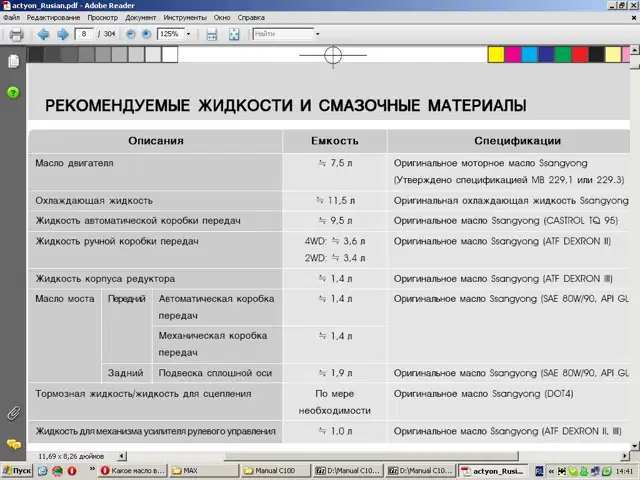 actyon_Rusian.pdf - Adobe Reader
Файл Редактирование Просмотр Документ Инструменты Окно Справка
8 / 304 125% Найти
РЕКОМЕНДУЕМЫЕ ЖИДКОСТИ И СМАЗОЧНЫЕ МАТЕРИАЛЫ
Описания Емкость Спецификации
Масло двигателя ≒ 7,5 л Оригинальное моторное масло Ssangyong
(Утверждено спецификацией МВ 229,1 или 229.3)
Охлаждающая жидкость ≒ 11,5 л Оригинальная охлаждающая жидкость Ssangyong
Жидкость автоматической коробки передач ≒ 9,5 л Оригинальное масло Ssangyong (CASTROL TQ 95)
Жидкость ручной коробки передач 4WD: ≒ 3,6 л Оригинальное масло Ssangyong (ATF DEXRON II)
2WD: ≒ 3,4 л
Жидкость корпуса редуктора ≒ 1,4 л Оригинальное масло Ssangyong (ATF DEXRON III)
Масло моста Передний Автоматическая коробка ≒ 1,4 л Оригинальное масло Ssangyong (SAE 80W/90, API GL
передач
Механическая коробка ≒ 1,4 л
передач
Задний Подвеска сплошной оси ≒ 1,9 л Оригинальное масло Ssangyong (SAE 80W/90, API GL
Тормозная жидкость/жидкость для сцепления По мере Оригинальное масло Ssangyong (DOT4)
необходимости
Жидкость для механизма усилителя рулевого управления ≒ 1,0 л Оригинальное масло Ssangyong (ATF DEXRON II, III)
11,69 x 8,26 дюймов
Пуск Какое масло в... MAX Manual C100 D:\Manual C10... D:\Manual C10... actyon_Rusi... RU 14:41